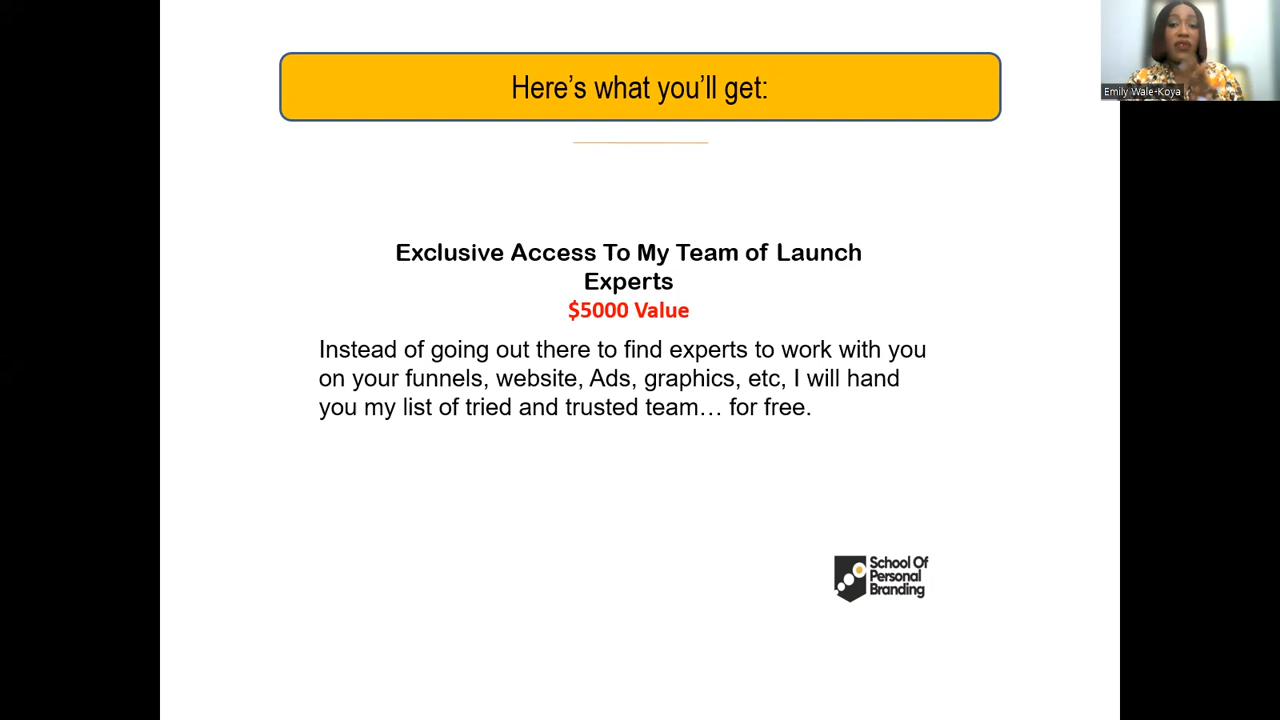 Here's what you'll get:
Emily Wale-Koya
Exclusive Access To My Team of Launch
Experts
$5000 Value
Instead of going out there to find experts to work with you
on your funnels, website, Ads, graphics, etc, I will hand
you my list of tried and trusted team… for free.
School Of
Personal
Branding